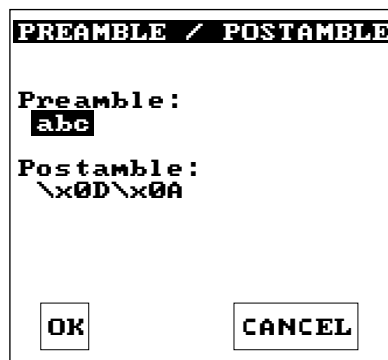 PREAMBLE / POSTAMBLE
Preamble:
abc
Postamble:
\x0D\x0A
OK CANCEL